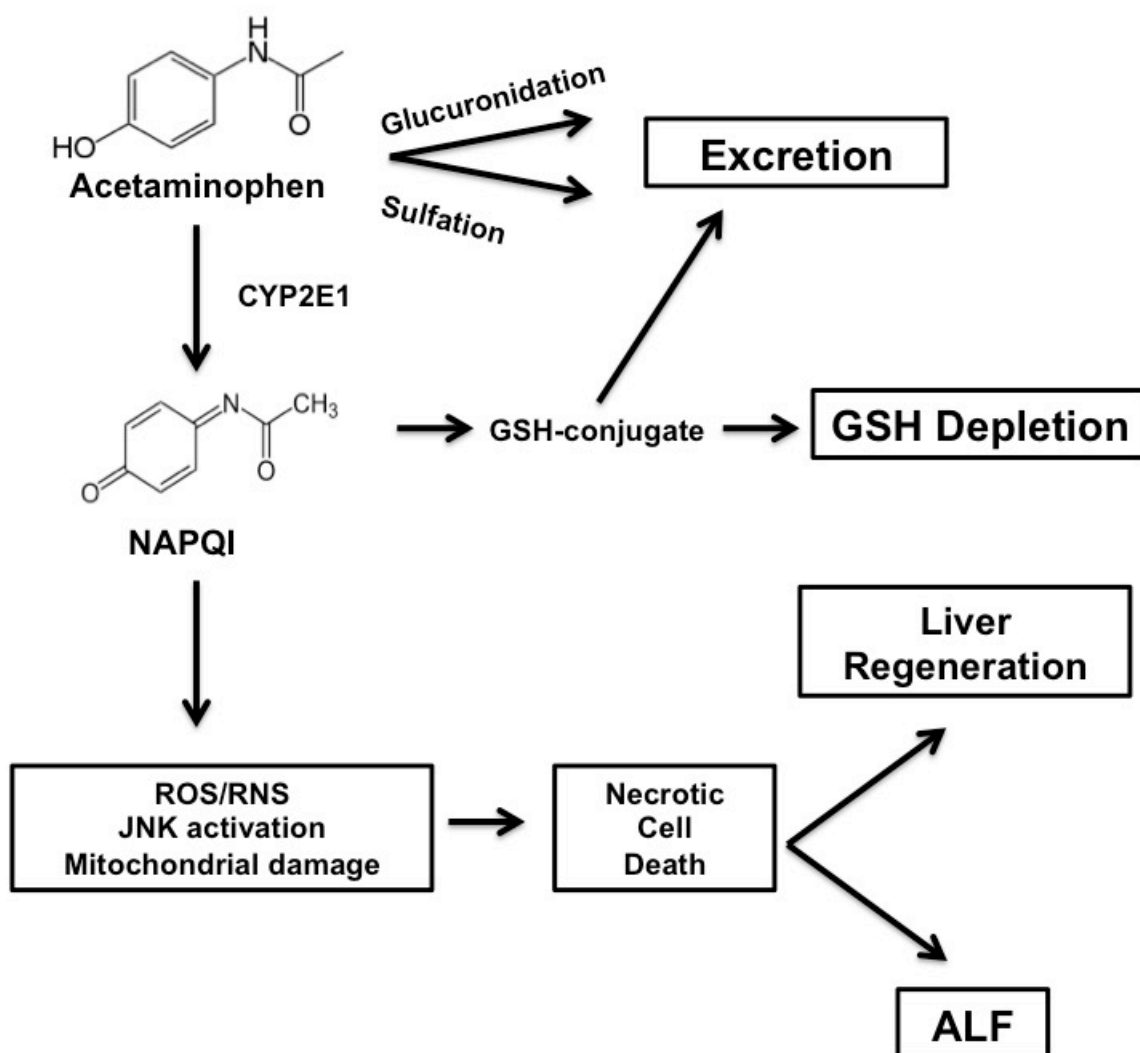 H
N
O
HO
Acetaminophen
Glucuronidation
Sulfation
Excretion
CYP2E1
N
CH3
O
O
NAPQI
GSH-conjugate
GSH Depletion
Liver
Regeneration
ROS/RNS
JNK activation
Mitochondrial damage
Necrotic
Cell
Death
ALF